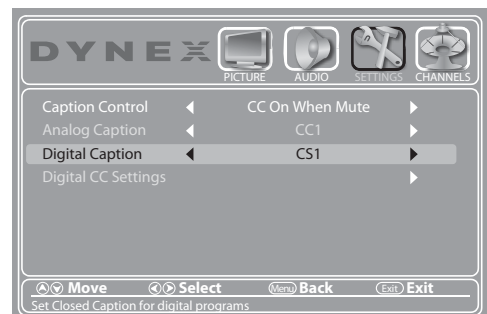 DYNEX
PICTURE AUDIO SETTINGS CHANNELS
Caption Control CC On When Mute
Analog Caption CC1
Digital Caption CS1
Digital CC Settings
Move Select Menu Back Exit Exit
Set Closed Caption for digital programs